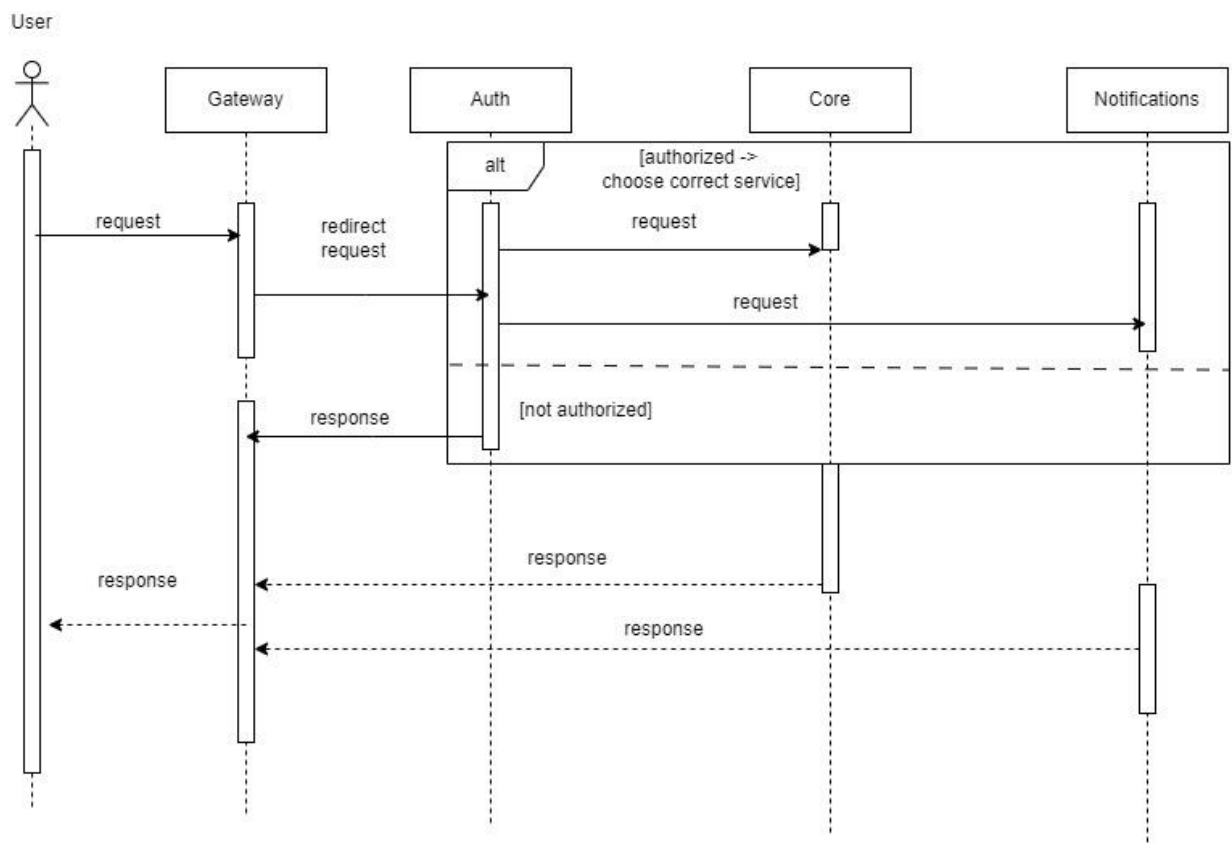 User
Gateway
Auth
Core
Notifications
alt
[authorized ->
choose correct service]
request
redirect
request
request
request
[not authorized]
response
response
response
response